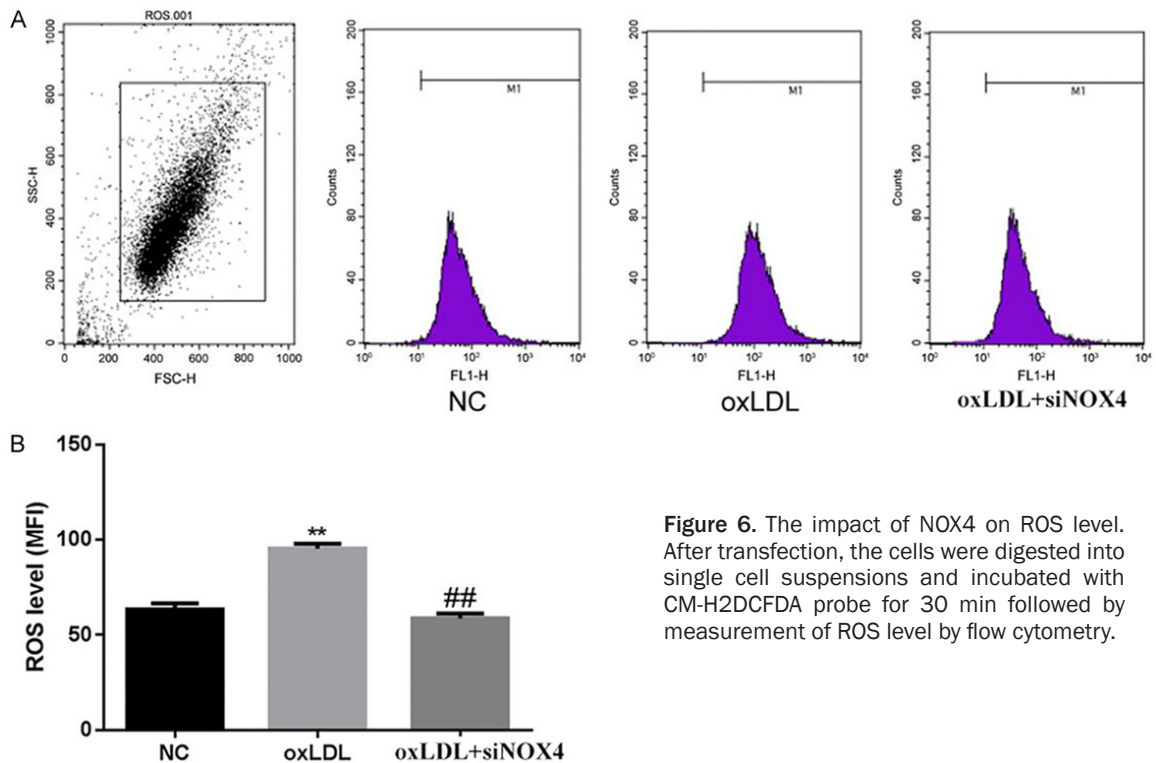 A
ROS.001
1000
800
600
400
200
0
SSC-H
0 200 400 600 800 1000
FSC-H
200
160
120
80
40
0
Counts
M1
10⁰ 10¹ 10² 10³ 10⁴
FL1-H
NC
200
160
120
80
40
0
Counts
M1
10⁰ 10¹ 10² 10³ 10⁴
FL1-H
oxLDL
200
160
120
80
40
0
Counts
M1
10⁰ 10¹ 10² 10³ 10⁴
FL1-H
oxLDL+siNOX4
B
150
100
50
0
ROS level (MFI)
**
##
NC oxLDL oxLDL+siNOX4
Figure 6. The impact of NOX4 on ROS level.
After transfection, the cells were digested into
single cell suspensions and incubated with
CM-H2DCFDA probe for 30 min followed by
measurement of ROS level by flow cytometry.